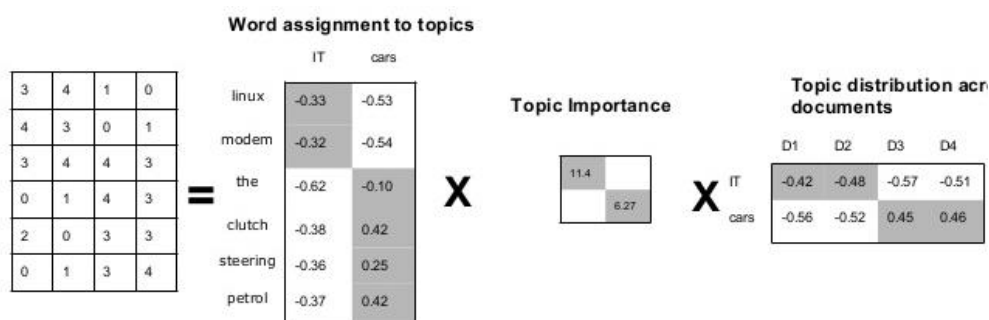 Word assignment to topics
IT cars
3 4 1 0
4 3 0 1
3 4 4 3
0 1 4 3
2 0 3 3
0 1 3 4
=
linux -0.33 -0.53
modem -0.32 -0.54
the -0.62 -0.10
clutch -0.38 0.42
steering -0.36 0.25
petrol -0.37 0.42
X
Topic Importance
11.4
6.27
X
Topic distribution acr
documents
D1 D2 D3 D4
IT -0.42 -0.48 -0.57 -0.51
cars -0.56 -0.52 0.45 0.46